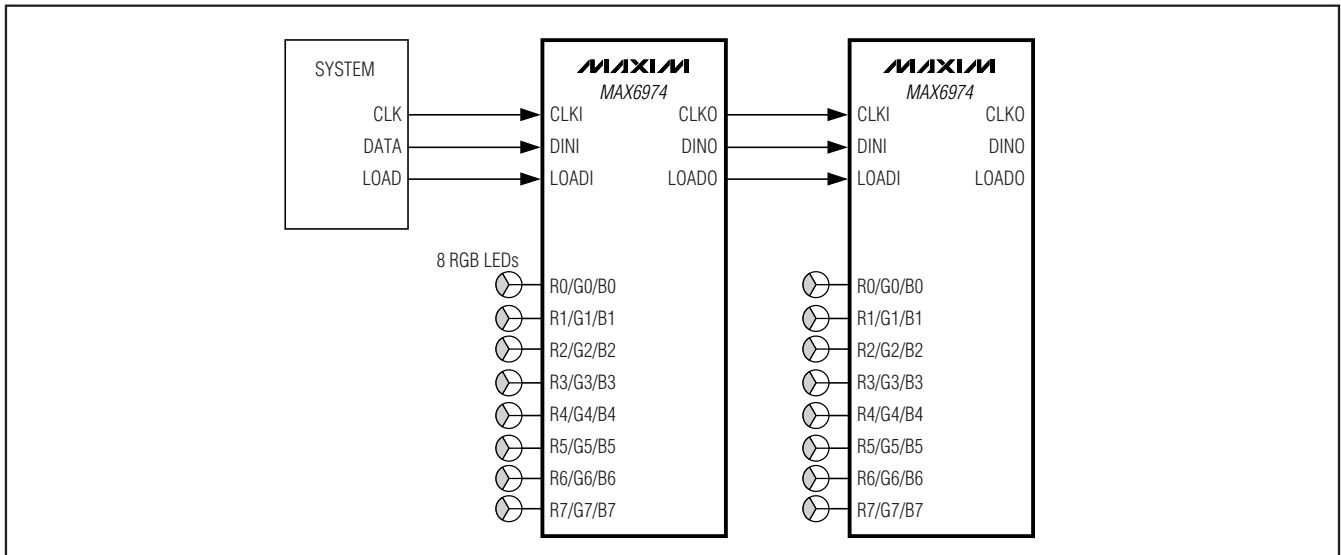 SYSTEM
CLK
DATA
LOAD
MAXIM
MAX6974
CLKI CLKO
DINI DINO
LOADI LOADO
8 RGB LEDs
R0/G0/B0
R1/G1/B1
R2/G2/B2
R3/G3/B3
R4/G4/B4
R5/G5/B5
R6/G6/B6
R7/G7/B7
MAXIM
MAX6974
CLKI CLKO
DINI DINO
LOADI LOADO
R0/G0/B0
R1/G1/B1
R2/G2/B2
R3/G3/B3
R4/G4/B4
R5/G5/B5
R6/G6/B6
R7/G7/B7